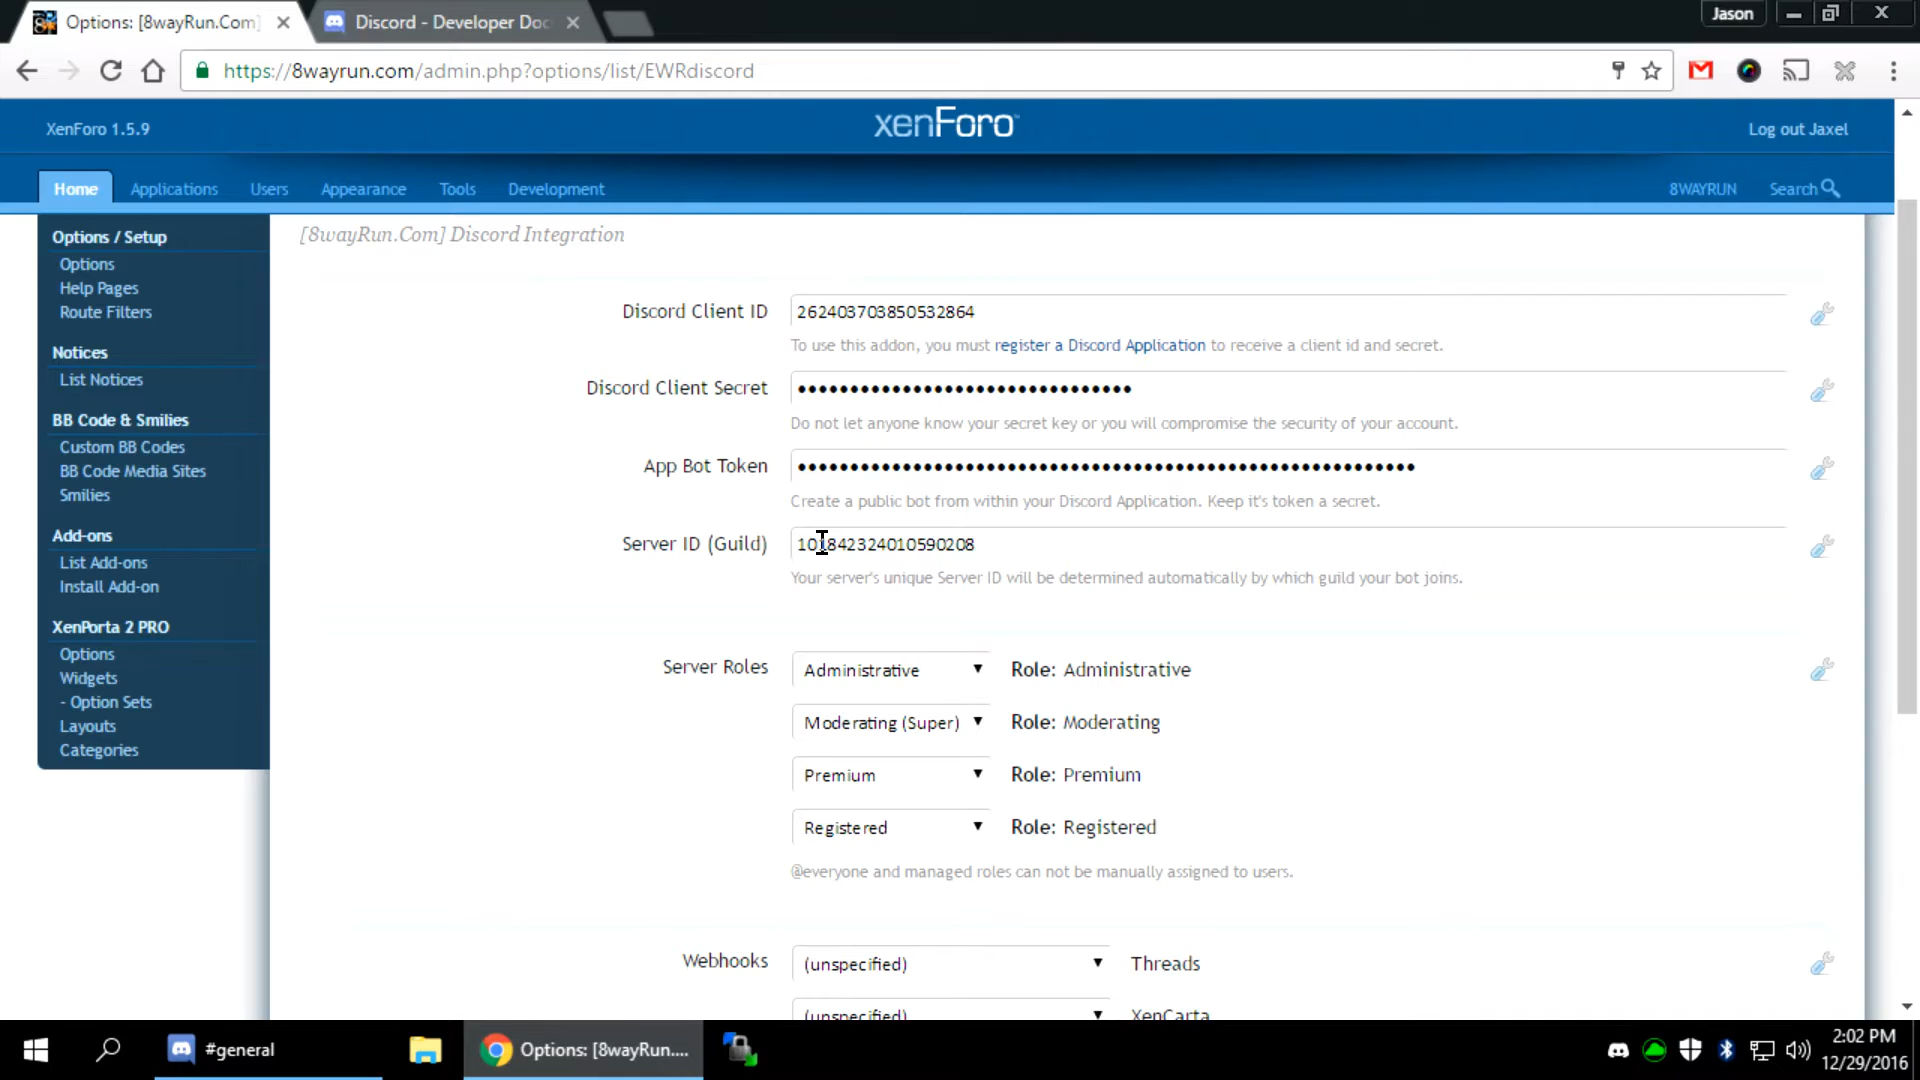 Options: [8wayRun.Com]
Discord - Developer Doc
Jason
https://8wayrun.com/admin.php?options/list/EWRdiscord
XenForo 1.5.9
xenForo
Log out Jaxel
Home
Applications
Users
Appearance
Tools
Development
8WAYRUN
Search
Options / Setup
Options
Help Pages
Route Filters
Notices
List Notices
BB Code & Smilies
Custom BB Codes
BB Code Media Sites
Smilies
Add-ons
List Add-ons
Install Add-on
XenPorta 2 PRO
Options
Widgets
- Option Sets
Layouts
Categories
[8wayRun.Com] Discord Integration
Discord Client ID
262403703850532864
To use this addon, you must register a Discord Application to receive a client id and secret.
Discord Client Secret
••••••••••••••••••••••••••••••••
Do not let anyone know your secret key or you will compromise the security of your account.
App Bot Token
•••••••••••••••••••••••••••••••••••••••••••••••••••••••••••
Create a public bot from within your Discord Application. Keep it's token a secret.
Server ID (Guild)
101842324010590208
Your server's unique Server ID will be determined automatically by which guild your bot joins.
Server Roles
Administrative
Role: Administrative
Moderating (Super)
Role: Moderating
Premium
Role: Premium
Registered
Role: Registered
@everyone and managed roles can not be manually assigned to users.
Webhooks
(unspecified)
Threads
(unspecified)
XenCarta
#general
Options: [8wayRun....
2:02 PM
12/29/2016